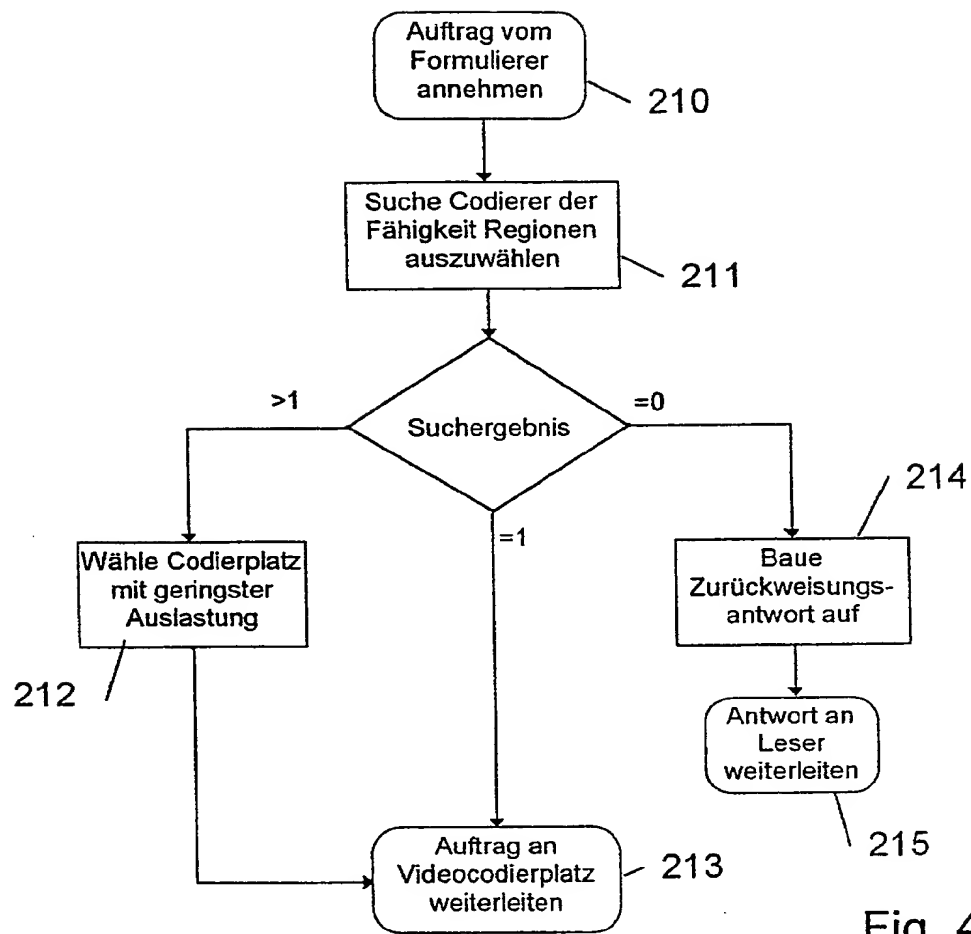 Auftrag vom
Formulierer
annehmen
210
Suche Codierer der
Fähigkeit Regionen
auszuwählen
211
>1
Suchergebnis
=0
=1
214
Wähle Codierplatz
mit geringster
Auslastung
212
Baue
Zurückweisungs-
antwort auf
Antwort an
Leser
weiterleiten
215
Auftrag an
Videocodierplatz
weiterleiten
213
Fig. 4